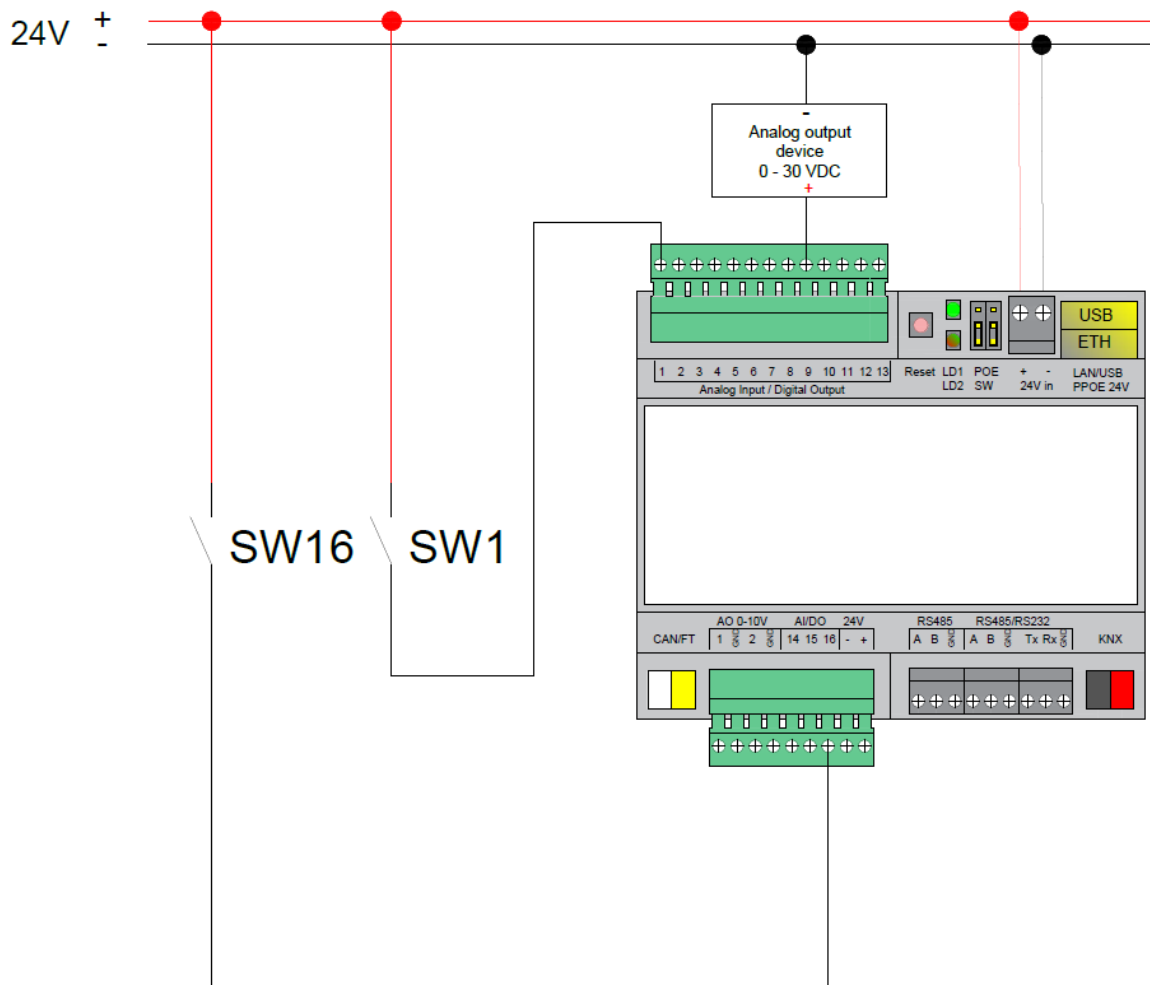 24V + -
-
Analog output
device
0 - 30 VDC
+
USB
ETH
1 2 3 4 5 6 7 8 9 10 11 12 13
Analog Input / Digital Output
Reset LD1 POE + - LAN/USB
LD2 SW 24V in PPOE 24V
SW16 SW1
AO 0-10V AI/DO 24V RS485 RS485/RS232
CAN/FT 1 GND 2 GND 14 15 16 - + A B GND A B GND Tx Rx GND KNX